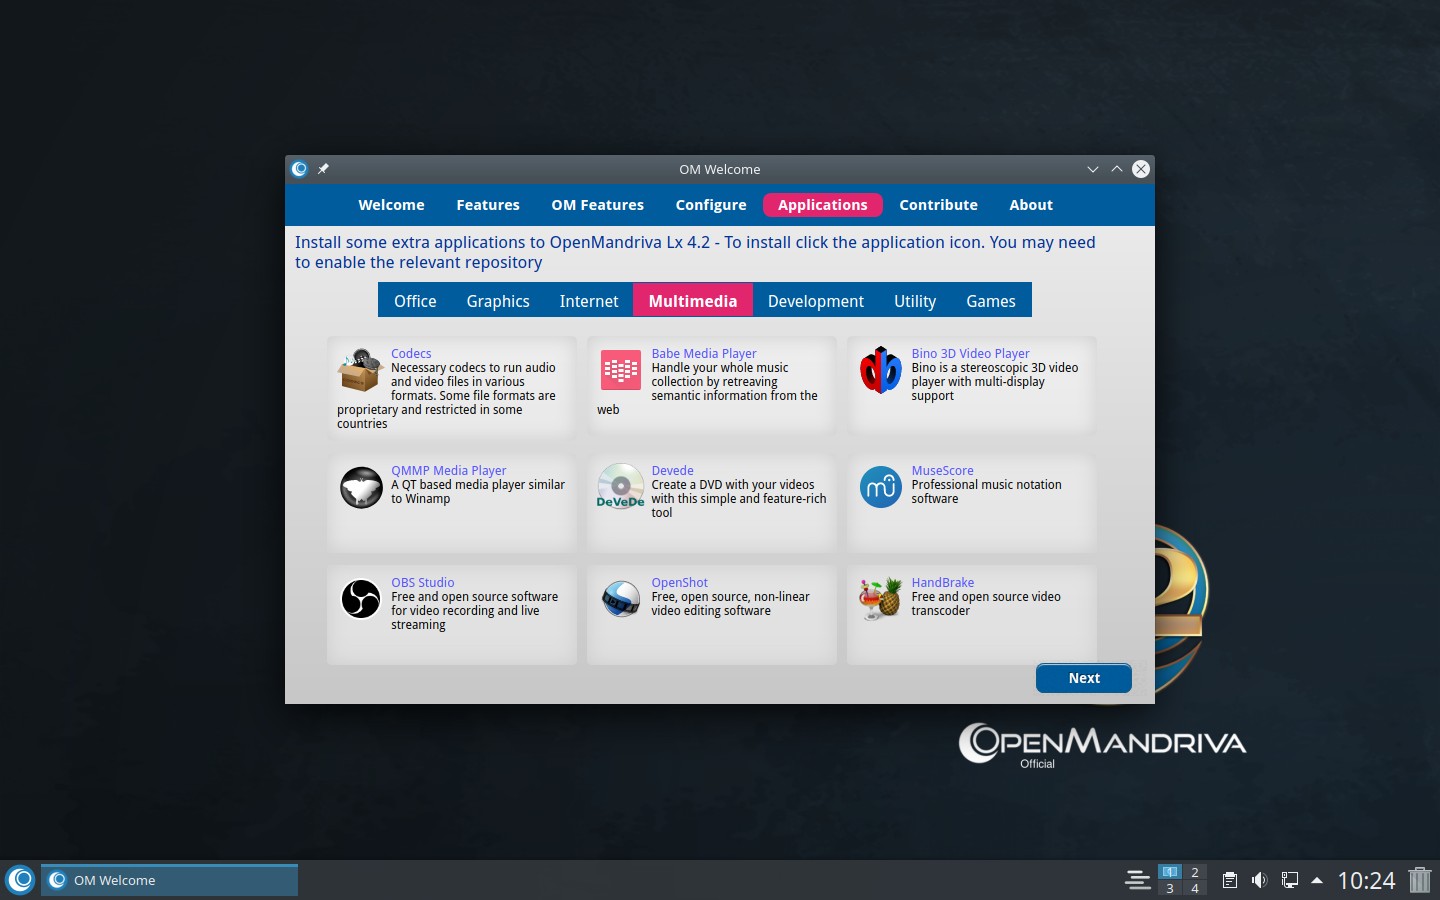 OM Welcome
Welcome Features OM Features Configure Applications Contribute About
Install some extra applications to OpenMandriva Lx 4.2 - To install click the application icon. You may need
to enable the relevant repository
Office Graphics Internet Multimedia Development Utility Games
Codecs
Necessary codecs to run audio
and video files in various
formats. Some file formats are
proprietary and restricted in some
countries
Babe Media Player
Handle your whole music
collection by retreaving
semantic information from the
web
Bino 3D Video Player
Bino is a stereoscopic 3D video
player with multi-display
support
QMMP Media Player
A QT based media player similar
to Winamp
DeVeDe
Devede
Create a DVD with your videos
with this simple and feature-rich
tool
MuseScore
Professional music notation
software
OBS Studio
Free and open source software
for video recording and live
streaming
OpenShot
Free, open source, non-linear
video editing software
HandBrake
Free and open source video
transcoder
Next
2
OPENMANDRIVA
Official
OM Welcome
1 2
3 4
10:24